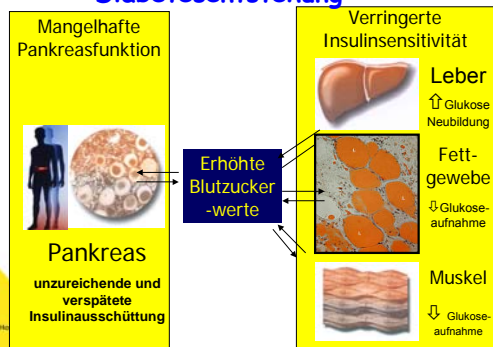 Diabetesentstehung
Mangelhafte
Pankreasfunktion
Pankreas
unzureichende und
verspätete
Insulinausschüttung
Erhöhte
Blutzucker
-werte
Verringerte
Insulinsensitivität
Leber
⇧ Glukose
Neubildung
Fett-
gewebe
⇩ Glukose-
aufnahme
Muskel
⇩ Glukose-
aufnahme